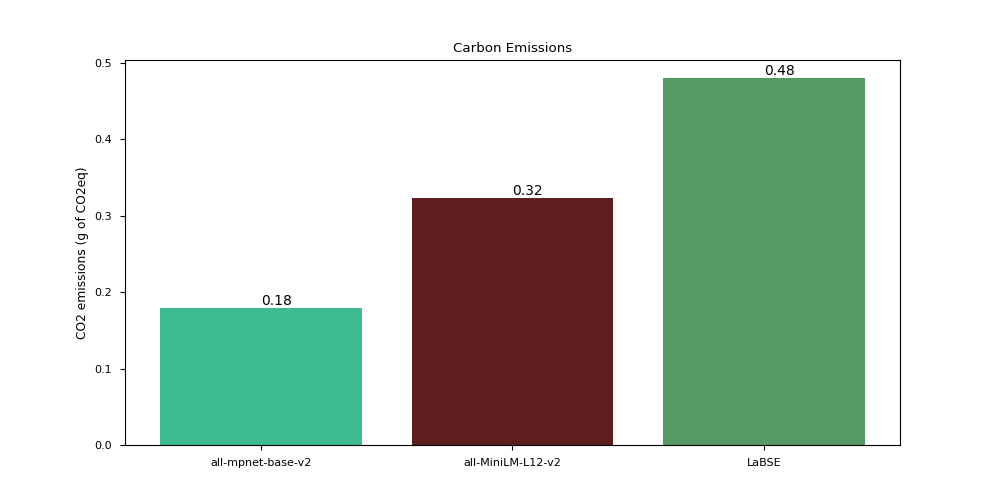 Carbon Emissions
CO2 emissions (g of CO2eq)
0.5
0.4
0.3
0.2
0.1
0.0
0.18
0.32
0.48
all-mpnet-base-v2
all-MiniLM-L12-v2
LaBSE